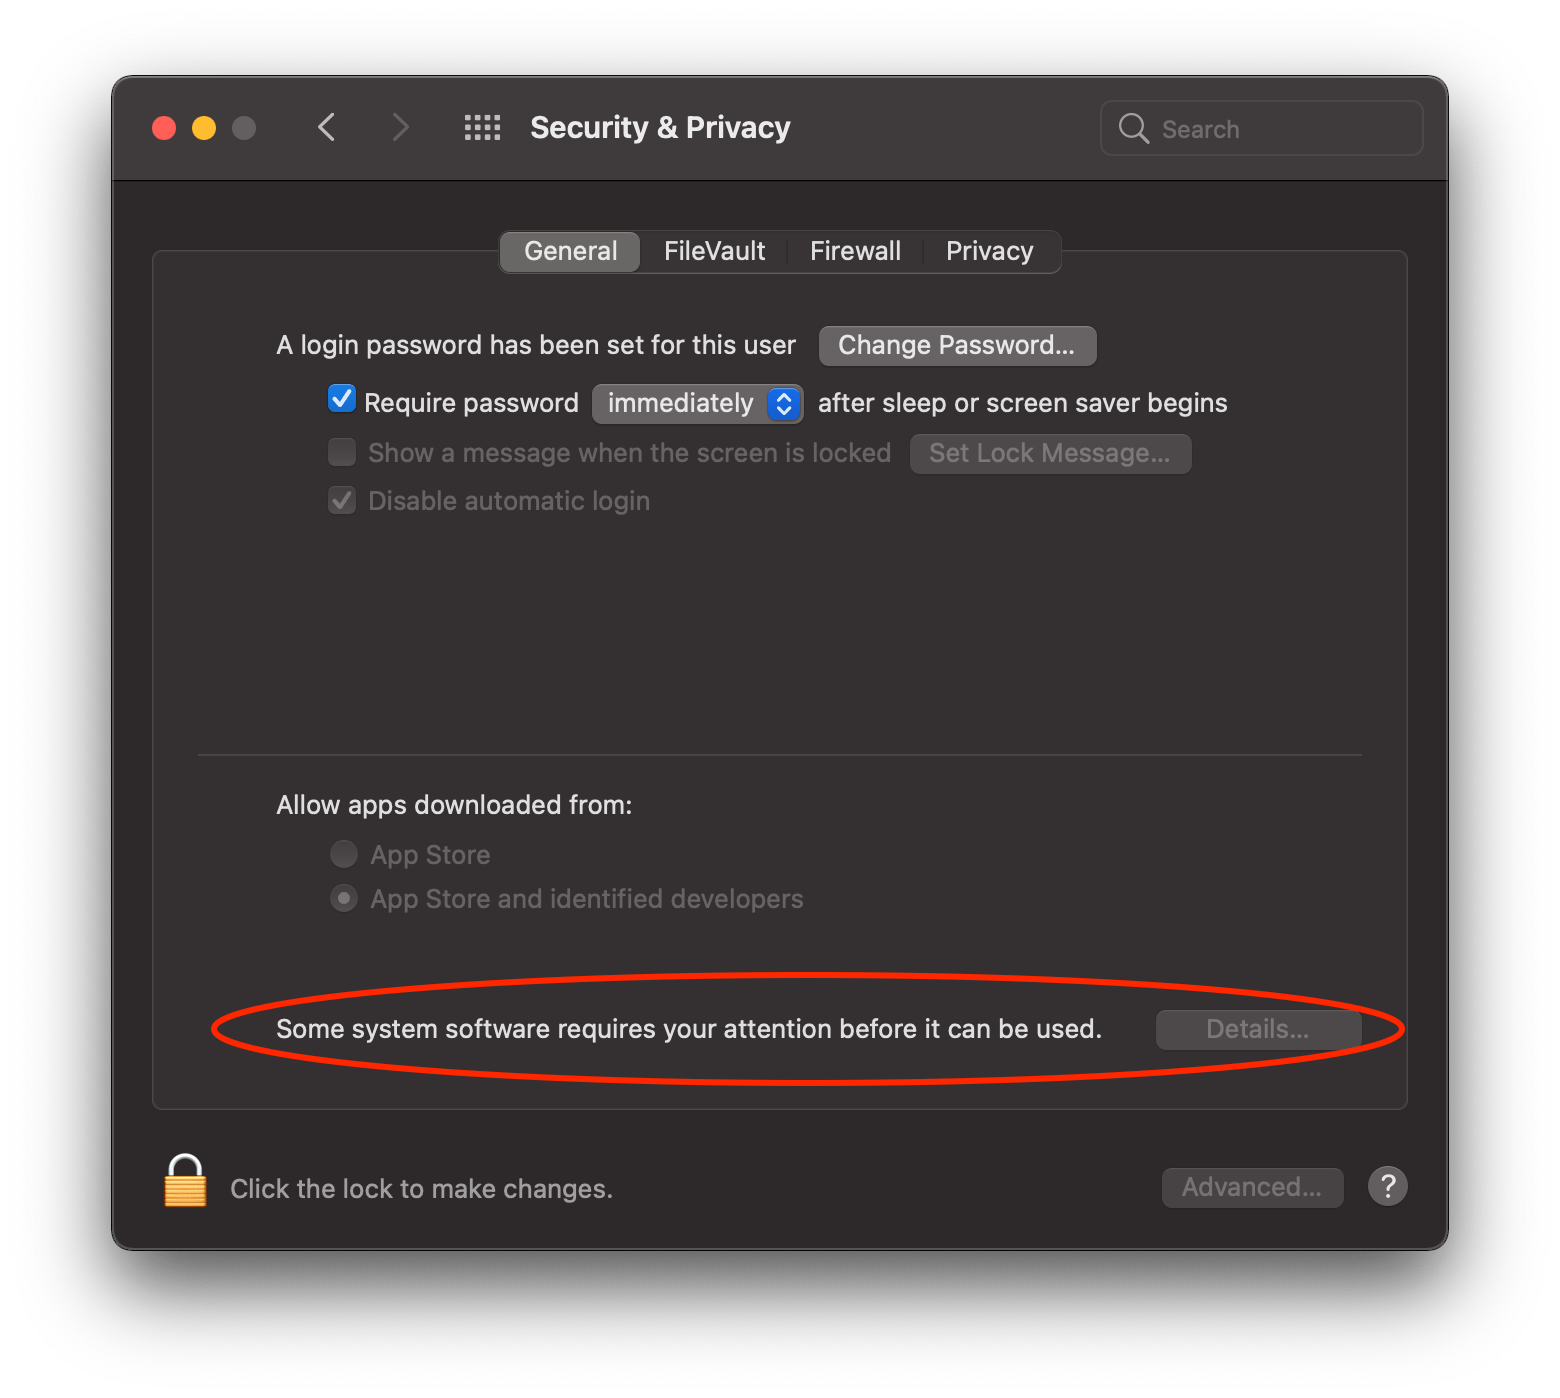 Security & Privacy
Search
General FileVault Firewall Privacy
A login password has been set for this user Change Password...
Require password immediately after sleep or screen saver begins
Show a message when the screen is locked Set Lock Message...
Disable automatic login
Allow apps downloaded from:
App Store
App Store and identified developers
Some system software requires your attention before it can be used. Details...
Click the lock to make changes. Advanced... ?